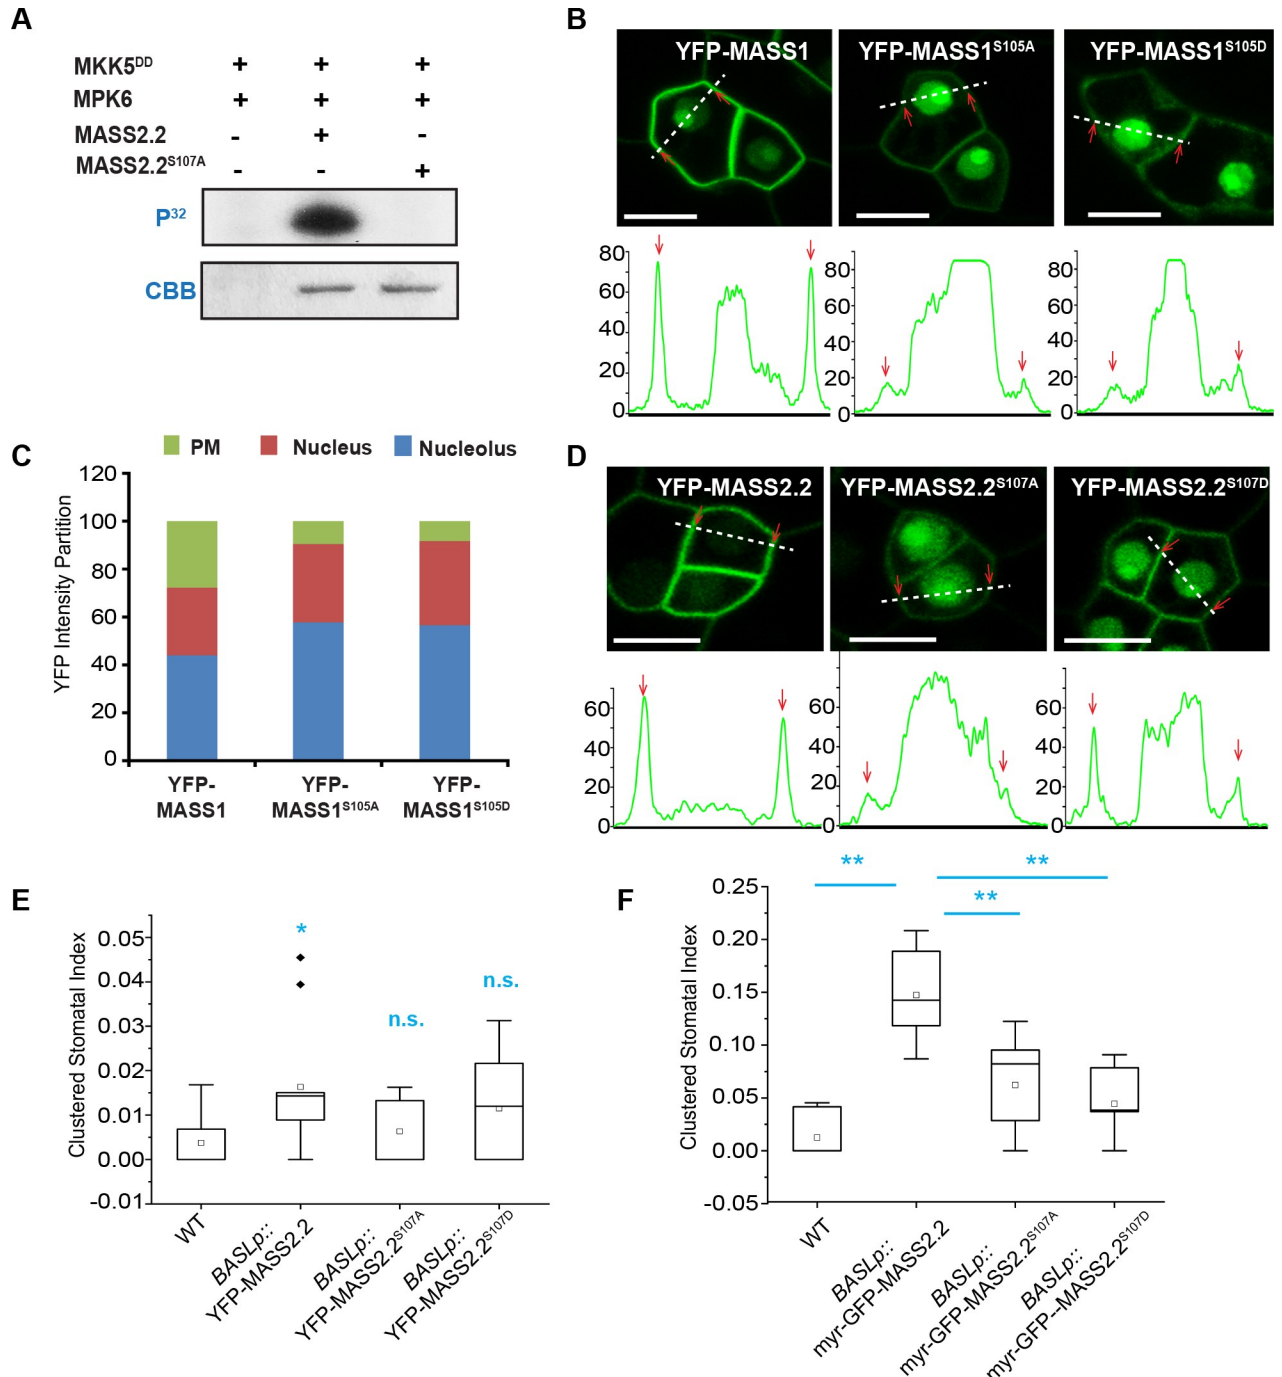 A
MKK5DD + + +
MPK6 + + +
MASS2.2 - + -
MASS2.2S107A - - +
P32
CBB
B
YFP-MASS1
YFP-MASS1S105A
YFP-MASS1S105D
80
60
40
20
0
80
60
40
20
0
80
60
40
20
0
C
PM
Nucleus
Nucleolus
YFP Intensity Partition
120
100
80
60
40
20
0
YFP-
MASS1
YFP-
MASS1S105A
YFP-
MASS1S105D
D
YFP-MASS2.2
YFP-MASS2.2S107A
YFP-MASS2.2S107D
60
40
20
0
80
60
40
20
0
60
40
20
0
E
Clustered Stomatal Index
0.05
0.04
0.03
0.02
0.01
0.00
-0.01
*
n.s.
n.s.
WT
BASLp::
YFP-MASS2.2
BASLp::
YFP-MASS2.2S107A
BASLp::
YFP-MASS2.2S107D
F
Clustered Stomatal Index
0.25
0.20
0.15
0.10
0.05
0.00
-0.05
**
**
**
WT
BASLp::
myr-GFP-MASS2.2
BASLp::
myr-GFP-MASS2.2S107A
BASLp::
myr-GFP--MASS2.2S107D